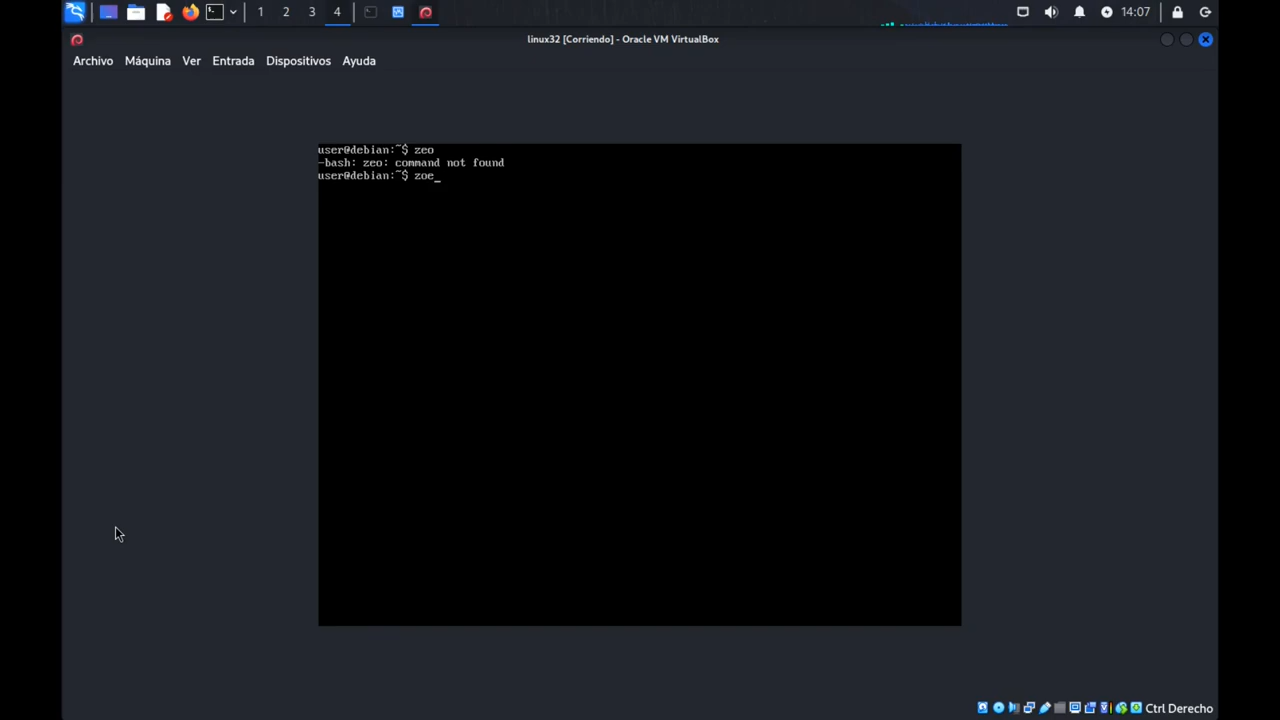 1 2 3 4 14:07
linux32 [Corriendo] - Oracle VM VirtualBox
Archivo Máquina Ver Entrada Dispositivos Ayuda
user@debian:~$ zeo
-bash: zeo: command not found
user@debian:~$ zoe_
Ctrl Derecho